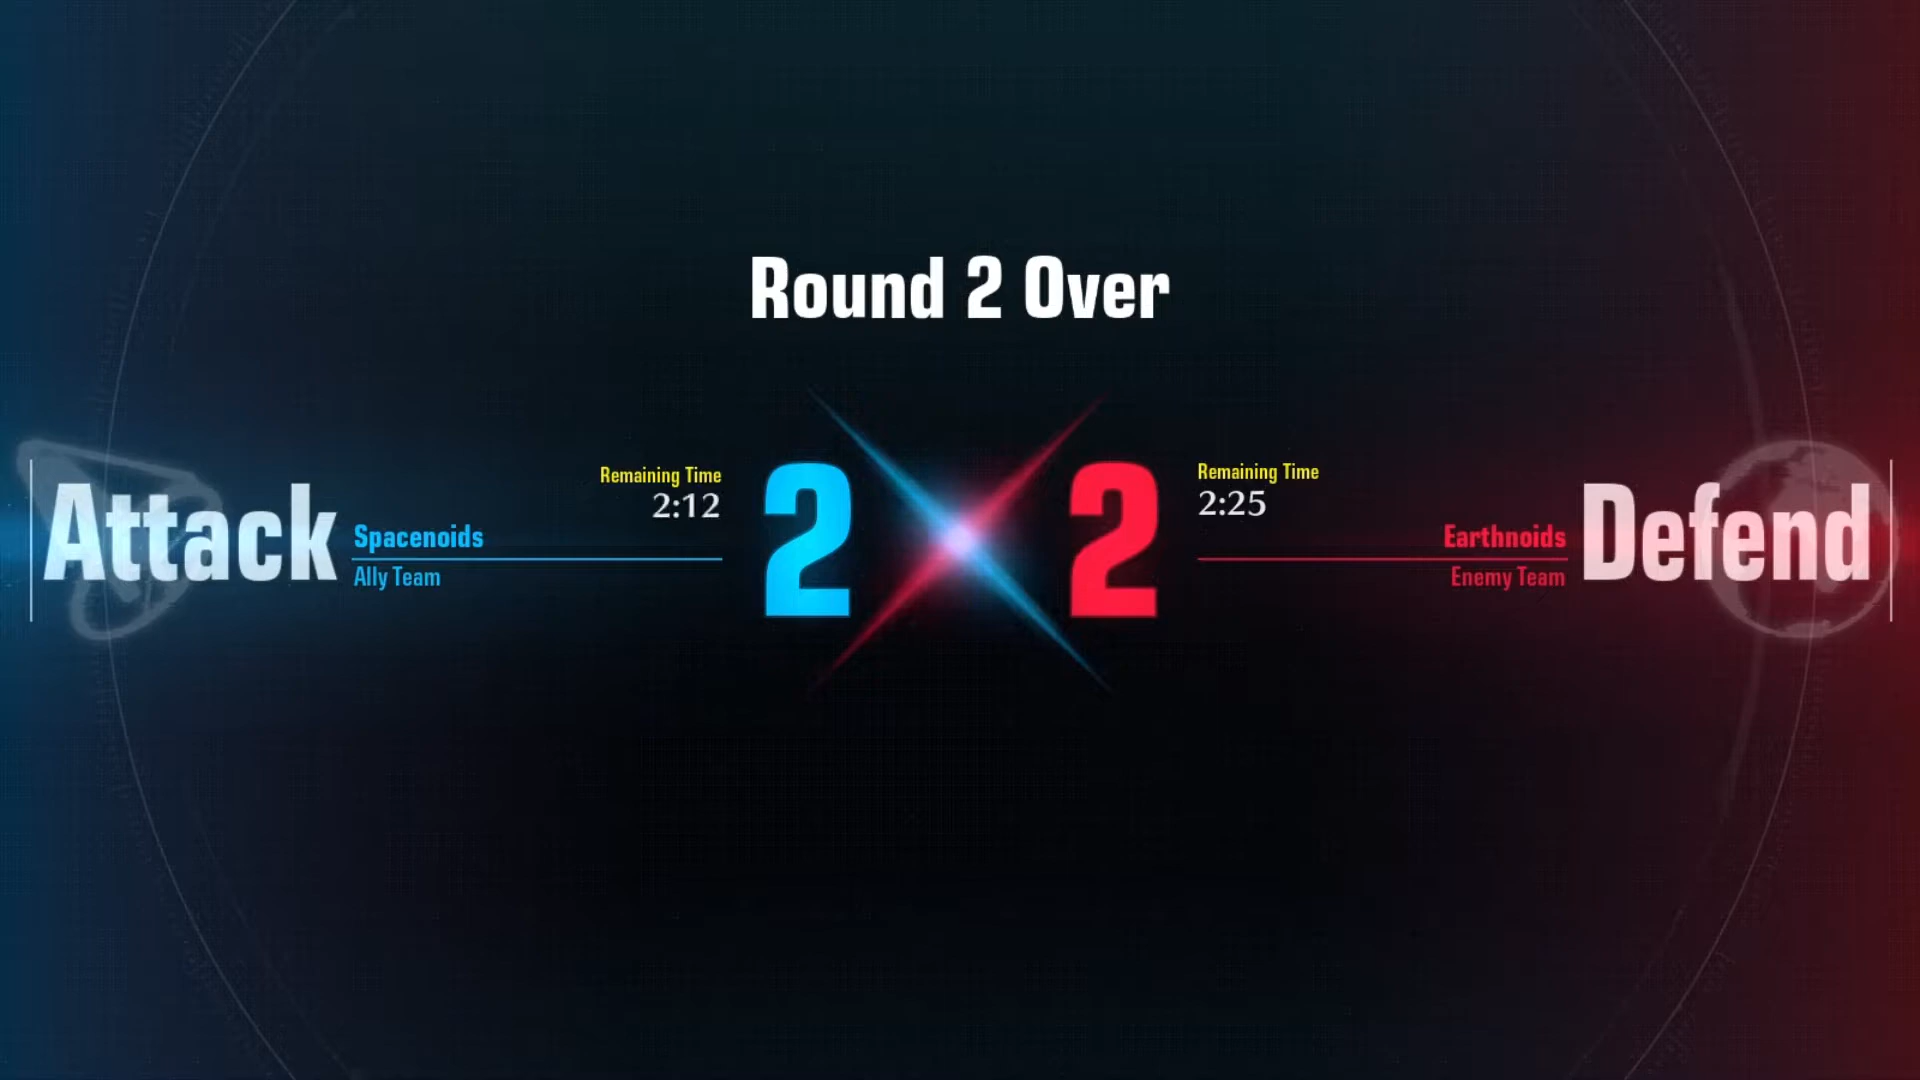 Round 2 Over
Attack
Spacenoids
Ally Team
Remaining Time
2:12
2
2
Remaining Time
2:25
Earthnoids
Enemy Team
Defend